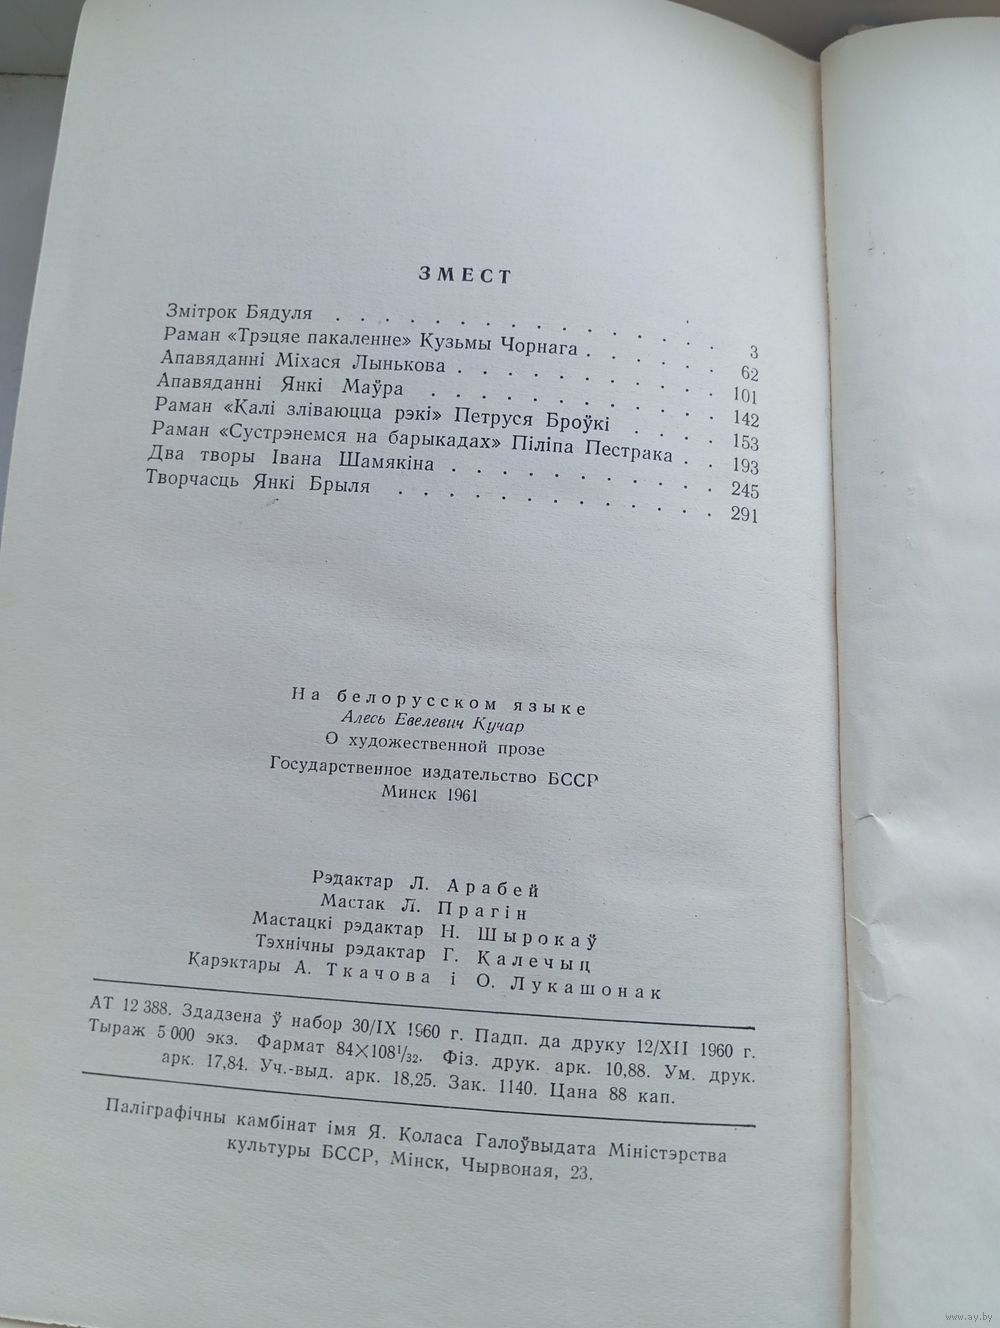 ЗМЕСТ
Змітрок Бядуля . . . . . . . . . . . . . . . 3
Раман «Трэцяе пакаленне» Кузьмы Чорнага . . . . . . 62
Апавяданні Міхася Лынькова . . . . . . . . . . . 101
Апавяданні Янкі Маўра . . . . . . . . . . . . 142
Раман «Калі зліваюцца рэкі» Петруся Броўкі . . . . 153
Раман «Сустрэнемся на барыкадах» Піліпа Пестрака . . 193
Два творы Івана Шамякіна . . . . . . . . . . . 245
Творчасць Янкі Брыля . . . . . . . . . . . . . 291
На белорусском языке
Алесь Евелевич Кучар
О художественной прозе
Государственное издательство БССР
Минск 1961
Рэдактар Л. Арабей
Мастак Л. Прагін
Мастацкі рэдактар Н. Шырокаў
Тэхнічны рэдактар Г. Калечыц
Карэктары А. Ткачова і О. Лукашонак
АТ 12 388. Здадзена ў набор 30/IX 1960 г. Падп. да друку 12/XII 1960 г.
Тыраж 5 000 экз. Фармат 84×108¹/₃₂. Фіз. друк. арк. 10,88. Ум. друк.
арк. 17,84. Уч.-выд. арк. 18,25. Зак. 1140. Цана 88 кап.
Паліграфічны камбінат імя Я. Коласа Галоўвыдата Міністэрства
культуры БССР, Мінск, Чырвоная, 23.
www.ay.by